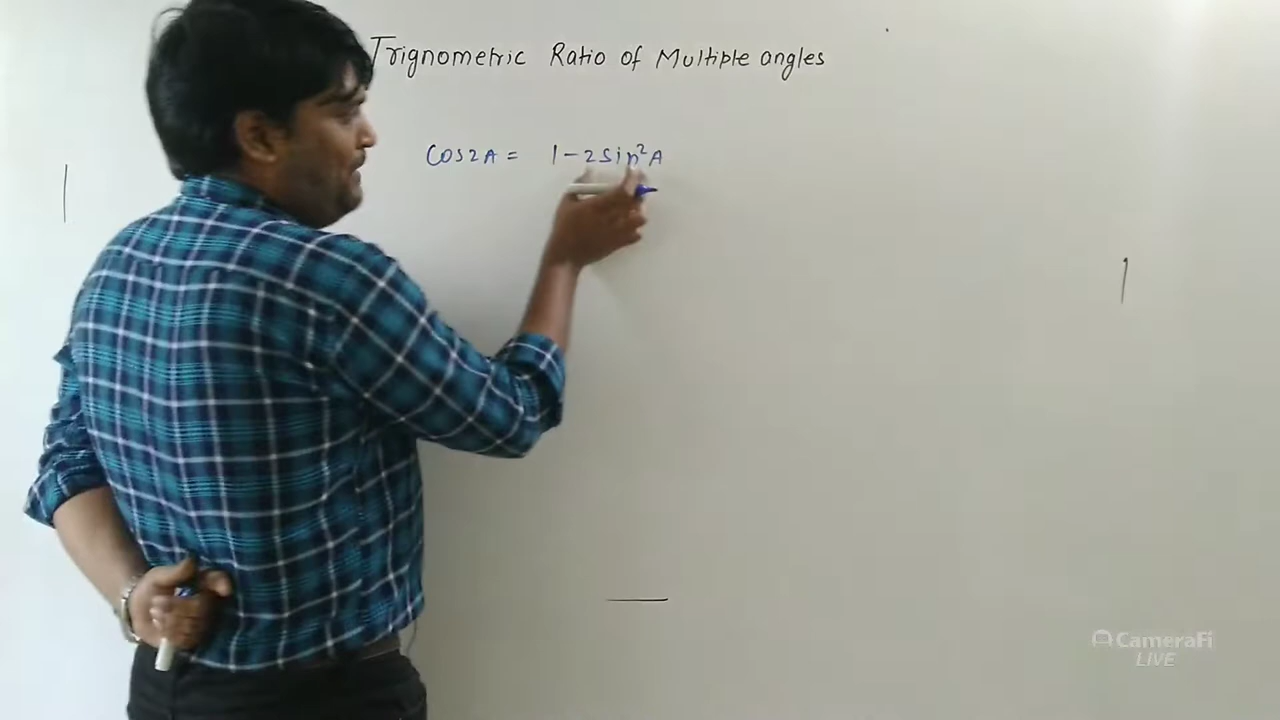 Trignometric Ratio of Multiple angles
Cos2A = 1-2sin²A
CameraFi
LIVE